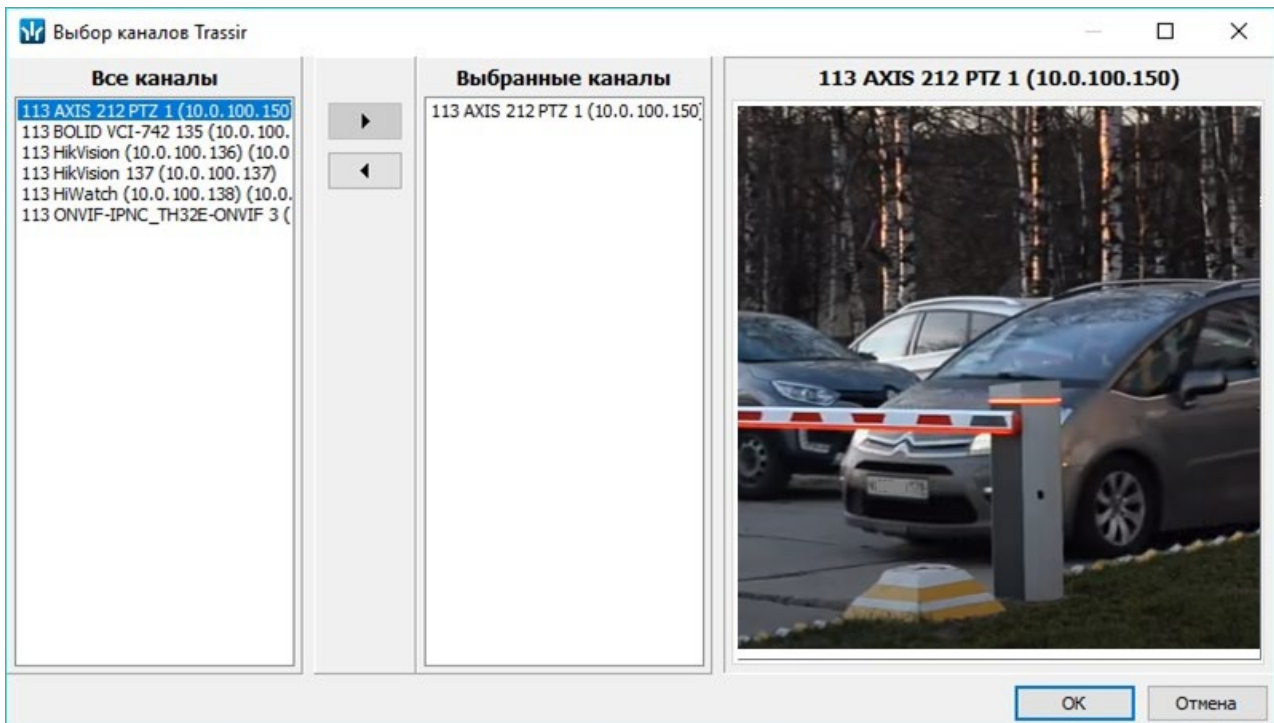 Выбор каналов Trassir
Все каналы
113 AXIS 212 PTZ 1 (10.0.100.150)
113 BOLID VCI-742 135 (10.0.100.
113 HikVision (10.0.100.136) (10.0
113 HikVision 137 (10.0.100.137)
113 HiWatch (10.0.100.138) (10.0.
113 ONVIF-IPNC_TH32E-ONVIF 3 (
Выбранные каналы
113 AXIS 212 PTZ 1 (10.0.100.150)
113 AXIS 212 PTZ 1 (10.0.100.150)
OK
Отмена